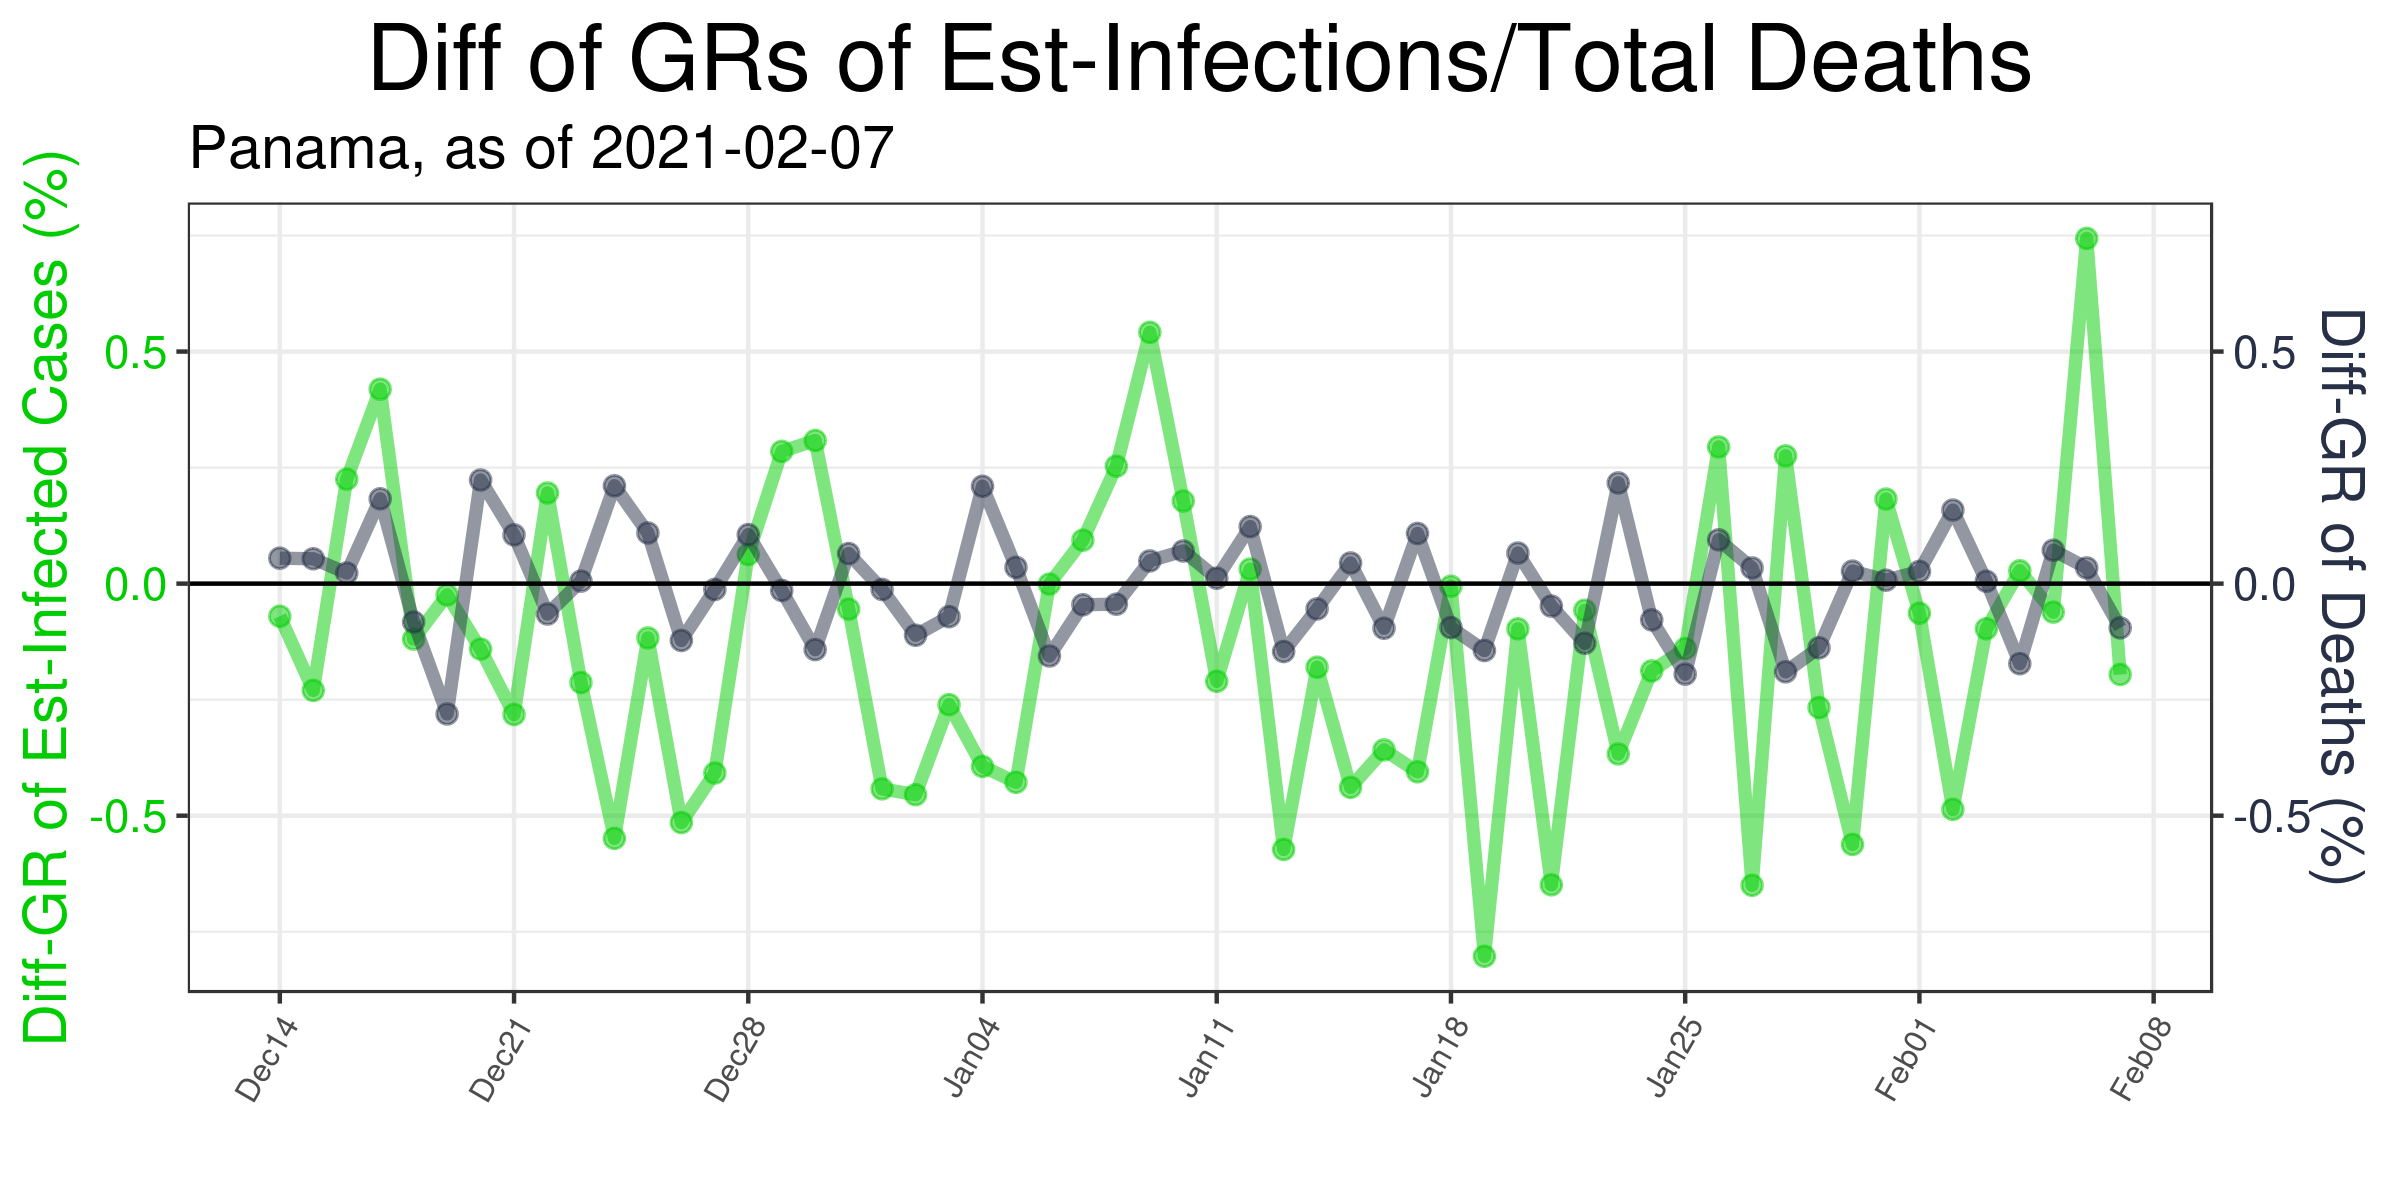 Diff of GRs of Est-Infections/Total Deaths
Panama, as of 2021-02-07
Diff-GR of Est-Infected Cases (%)
0.5
0.0
-0.5
0.5
0.0
-0.5
Diff-GR of Deaths (%)
Dec14
Dec21
Dec28
Jan04
Jan11
Jan18
Jan25
Feb01
Feb08